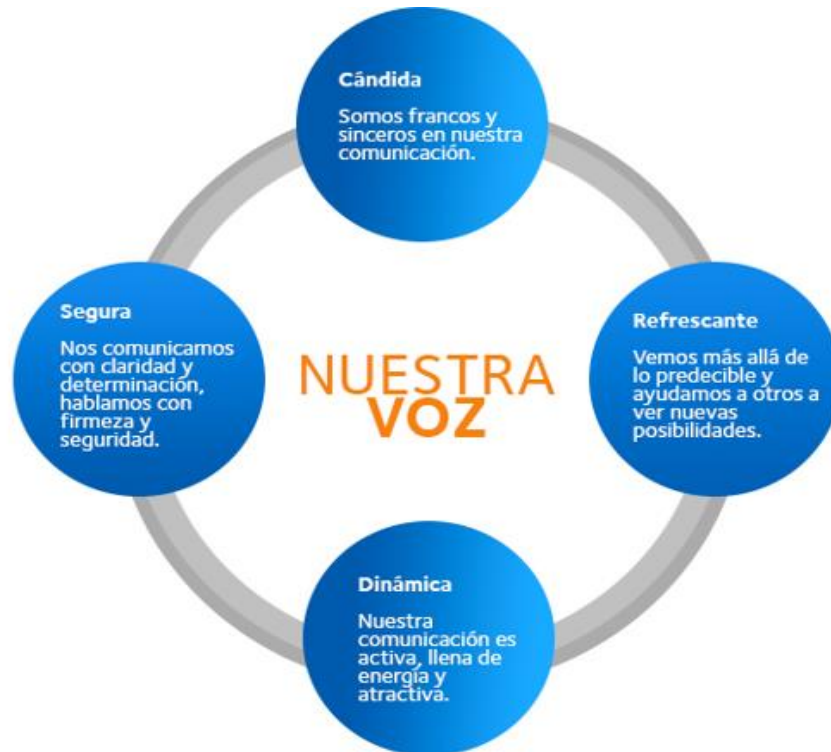 Cándida
Somos francos y
sinceros en nuestra
comunicación.
Segura
Nos comunicamos
con claridad y
determinación,
hablamos con
firmeza y
seguridad.
NUESTRA
VOZ
Refrescante
Vemos más allá de
lo predecible y
ayudamos a otros a
ver nuevas
posibilidades.
Dinámica
Nuestra
comunicación es
activa, llena de
energía y
atractiva.